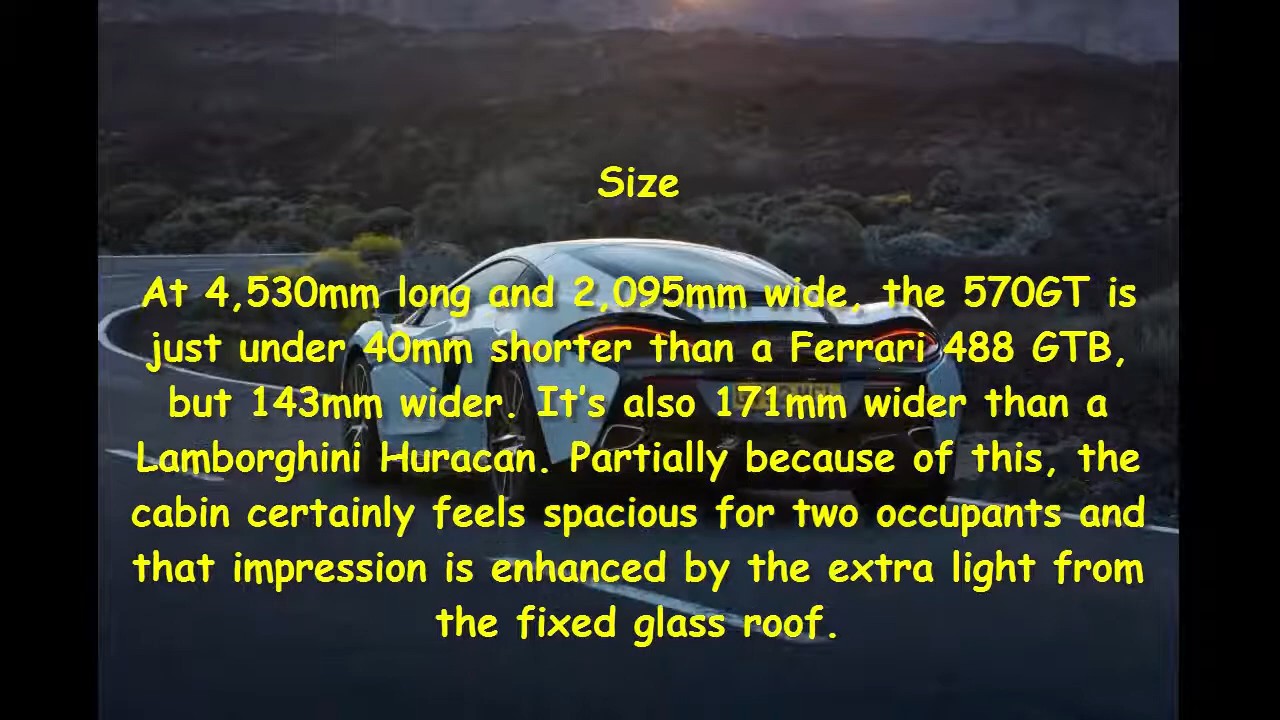 Size
At 4,530mm long and 2,095mm wide, the 570GT is
just under 40mm shorter than a Ferrari 488 GTB,
but 143mm wider. It's also 171mm wider than a
Lamborghini Huracan. Partially because of this, the
cabin certainly feels spacious for two occupants and
that impression is enhanced by the extra light from
the fixed glass roof.